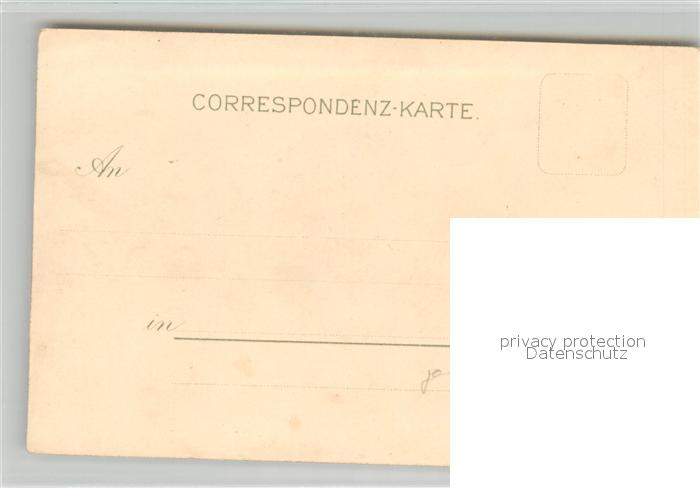 CORRESPONDENZ-KARTE.
An
in
privacy protection
Datenschutz